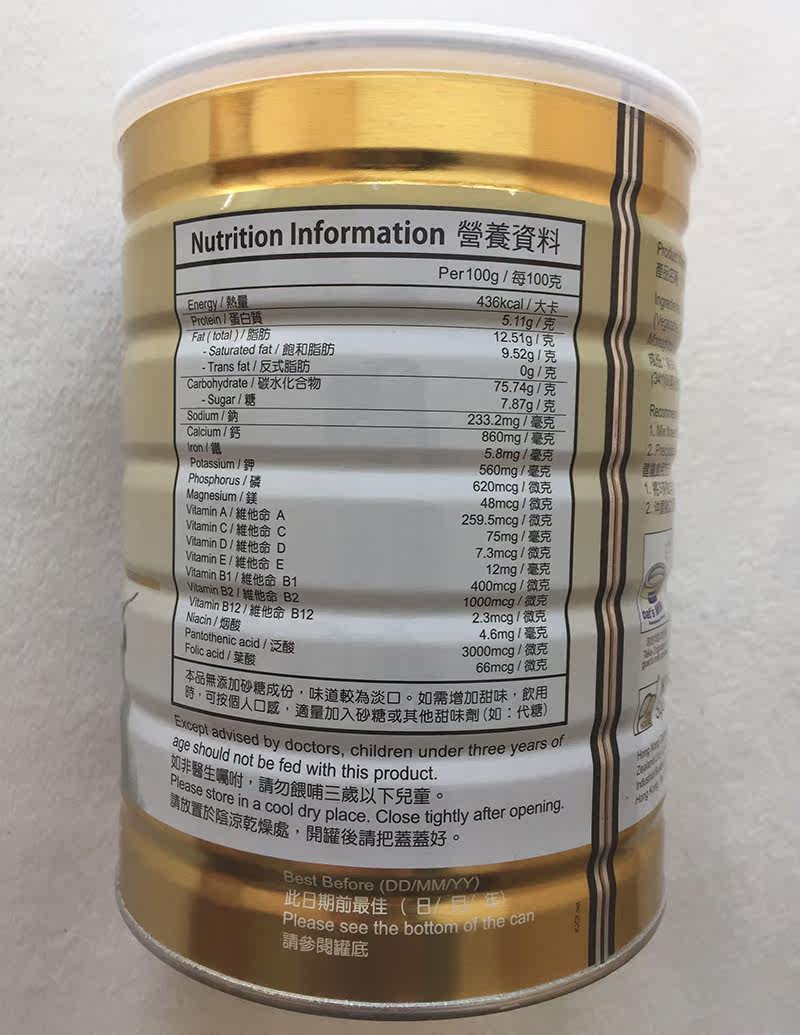 Nutrition Information 營養資料
Per 100g / 每100克
Energy / 熱量 436kcal / 大卡
Protein / 蛋白質 5.11g / 克
Fat ( total ) / 脂肪 12.51g / 克
- Saturated fat / 飽和脂肪 9.52g / 克
- Trans fat / 反式脂肪 0g / 克
Carbohydrate / 碳水化合物 75.74g / 克
- Sugar / 糖 7.87g / 克
Sodium / 鈉 233.2mg / 毫克
Calcium / 鈣 860mg / 毫克
Iron / 鐵 5.8mg / 毫克
Potassium / 鉀 560mg / 毫克
Phosphorus / 磷 620mcg / 微克
Magnesium / 鎂 48mcg / 微克
Vitamin A / 維他命 A 259.5mcg / 微克
Vitamin C / 維他命 C 75mg / 毫克
Vitamin D / 維他命 D 7.3mcg / 微克
Vitamin E / 維他命 E 12mg / 毫克
Vitamin B1 / 維他命 B1 400mcg / 微克
Vitamin B2 / 維他命 B2 1000mcg / 微克
Vitamin B12 / 維他命 B12 2.3mcg / 微克
Niacin / 烟酸 4.6mg / 毫克
Pantothenic acid / 泛酸 3000mcg / 微克
Folic acid / 葉酸 66mcg / 微克
本品無添加砂糖成份，味道較為淡口。如需增加甜味，飲用
時，可按個人口感，適量加入砂糖或其他甜味劑 (如：代糖)
Except advised by doctors, children under three years of
age should not be fed with this product.
如非醫生囑咐，請勿餵哺三歲以下兒童。
Please store in a cool dry place. Close tightly after opening.
請放置於陰涼乾燥處，開罐後請把蓋蓋好。
Best Before (DD/MM/YY)
此日期前最佳 （ 日/ 月/ 年）
Please see the bottom of the can
請參閱罐底
產品
1. Mix
2.
1.
2.
Hong Kong
Hong Kong